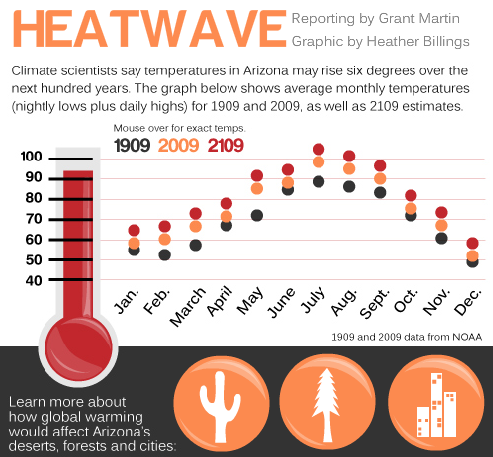 HEATWAVE
Reporting by Grant Martin
Graphic by Heather Billings
Climate scientists say temperatures in Arizona may rise six degrees over the
next hundred years. The graph below shows average monthly temperatures
(nightly lows plus daily highs) for 1909 and 2009, as well as 2109 estimates.
Mouse over for exact temps.
1909 2009 2109
100
90
80
70
60
50
40
Jan. Feb. March April May June July Aug. Sept. Oct. Nov. Dec.
1909 and 2009 data from NOAA
Learn more about
how global warming
would affect Arizona's
deserts, forests and cities: